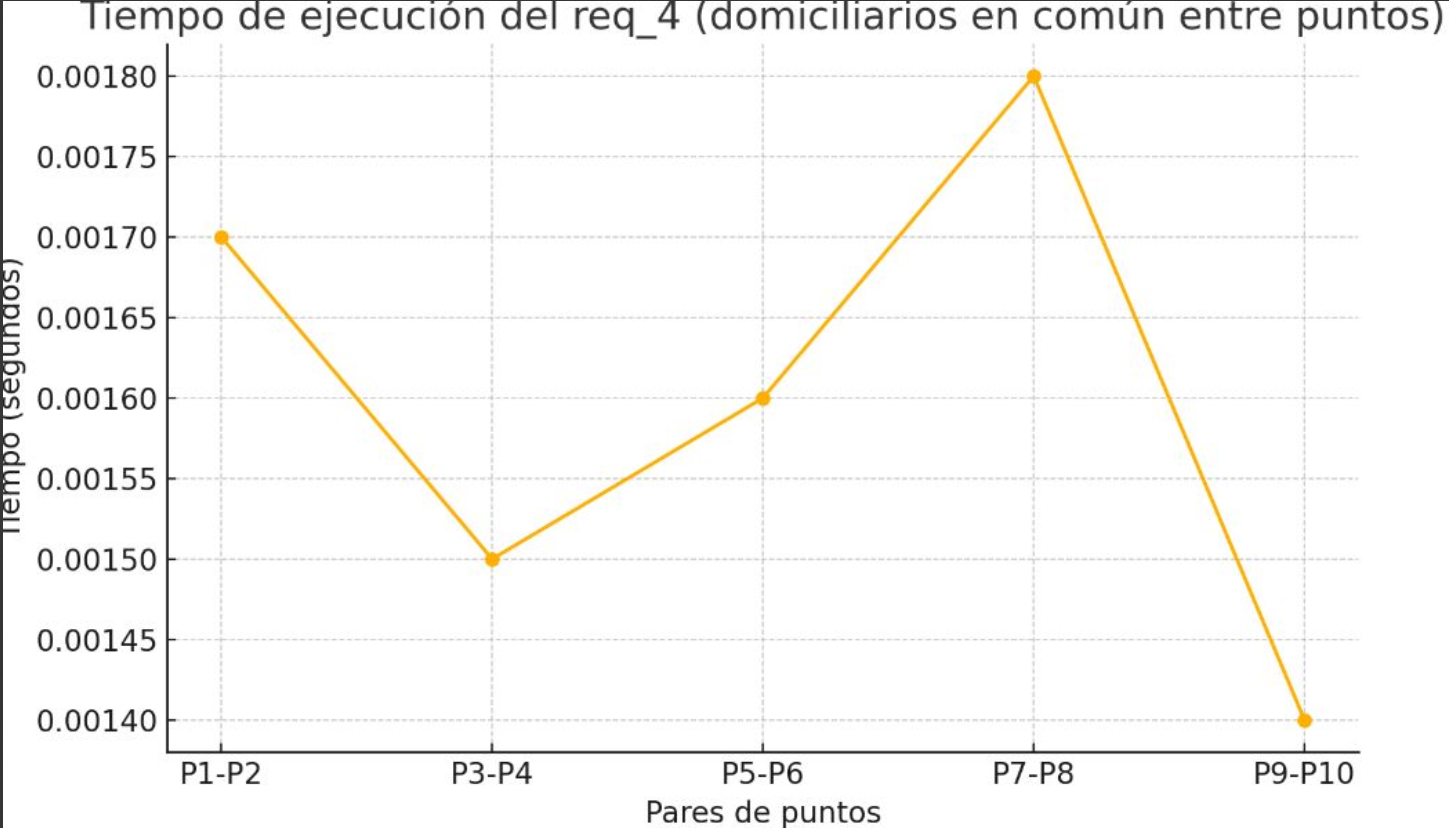 Tiempo de ejecución del req_4 (domiciliarios en común entre puntos)
Tiempo (segundos)
0.00180
0.00175
0.00170
0.00165
0.00160
0.00155
0.00150
0.00145
0.00140
P1-P2 P3-P4 P5-P6 P7-P8 P9-P10
Pares de puntos